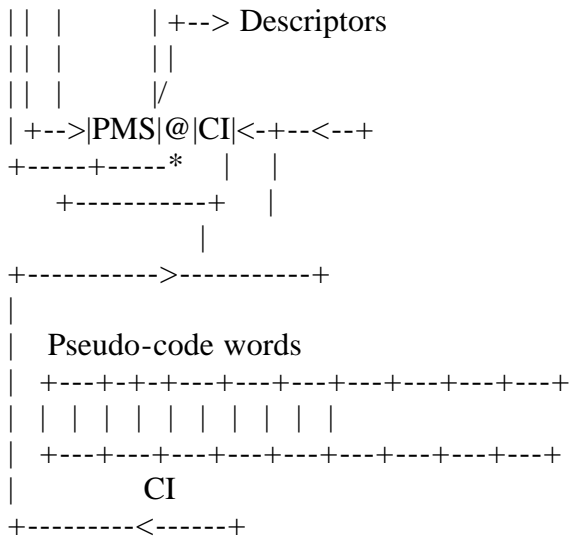 | | | | +--> Descriptors
| | | | |
| | | |/
| +-->|PMS|@|CI|<-+--<--+
+-----+-----* | |
+-----------+ |
|
+----------->-----------+
|
| Pseudo-code words
| +---+-+-+---+---+---+---+---+---+---+
| | | | | | | | | | |
| +---+---+---+---+---+---+---+---+---+
| CI
+---------<------+